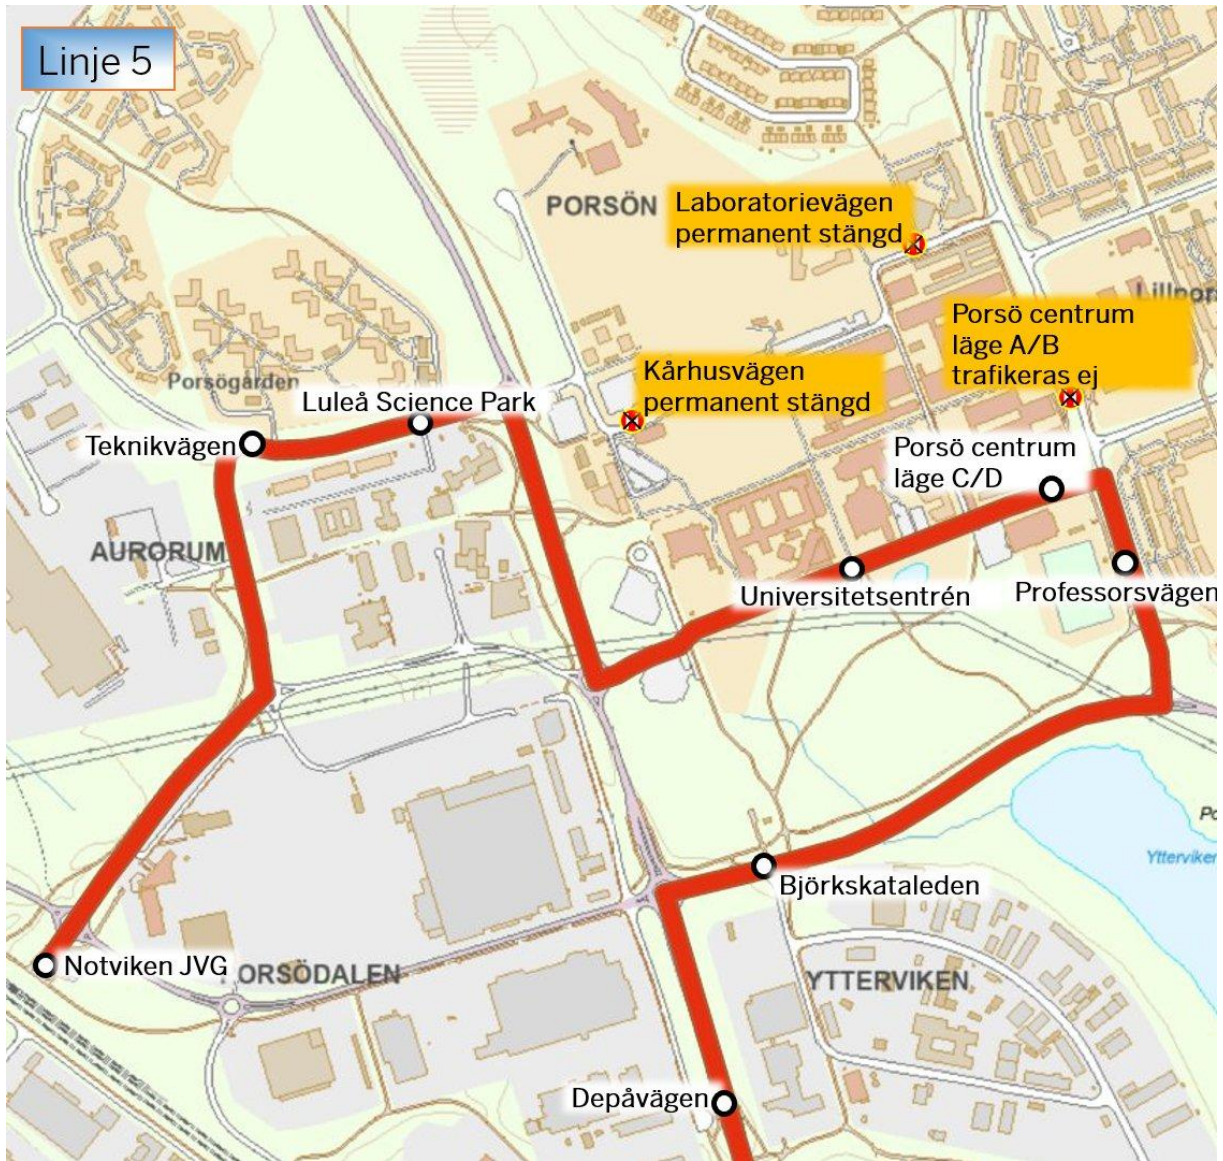 Linje 5
PORSÖN
Laboratorievägen
permanent stängd
Porsö centrum
läge A/B
trafikeras ej
Kårhusvägen
permanent stängd
Porsögården
Luleå Science Park
Teknikvägen
Porsö centrum
läge C/D
AURORUM
Universitetsentrén
Professorsvägen
Ytterviken
Björkskataleden
Notviken JVG
ORSÖDALEN
YTTERVIKEN
Depåvägen